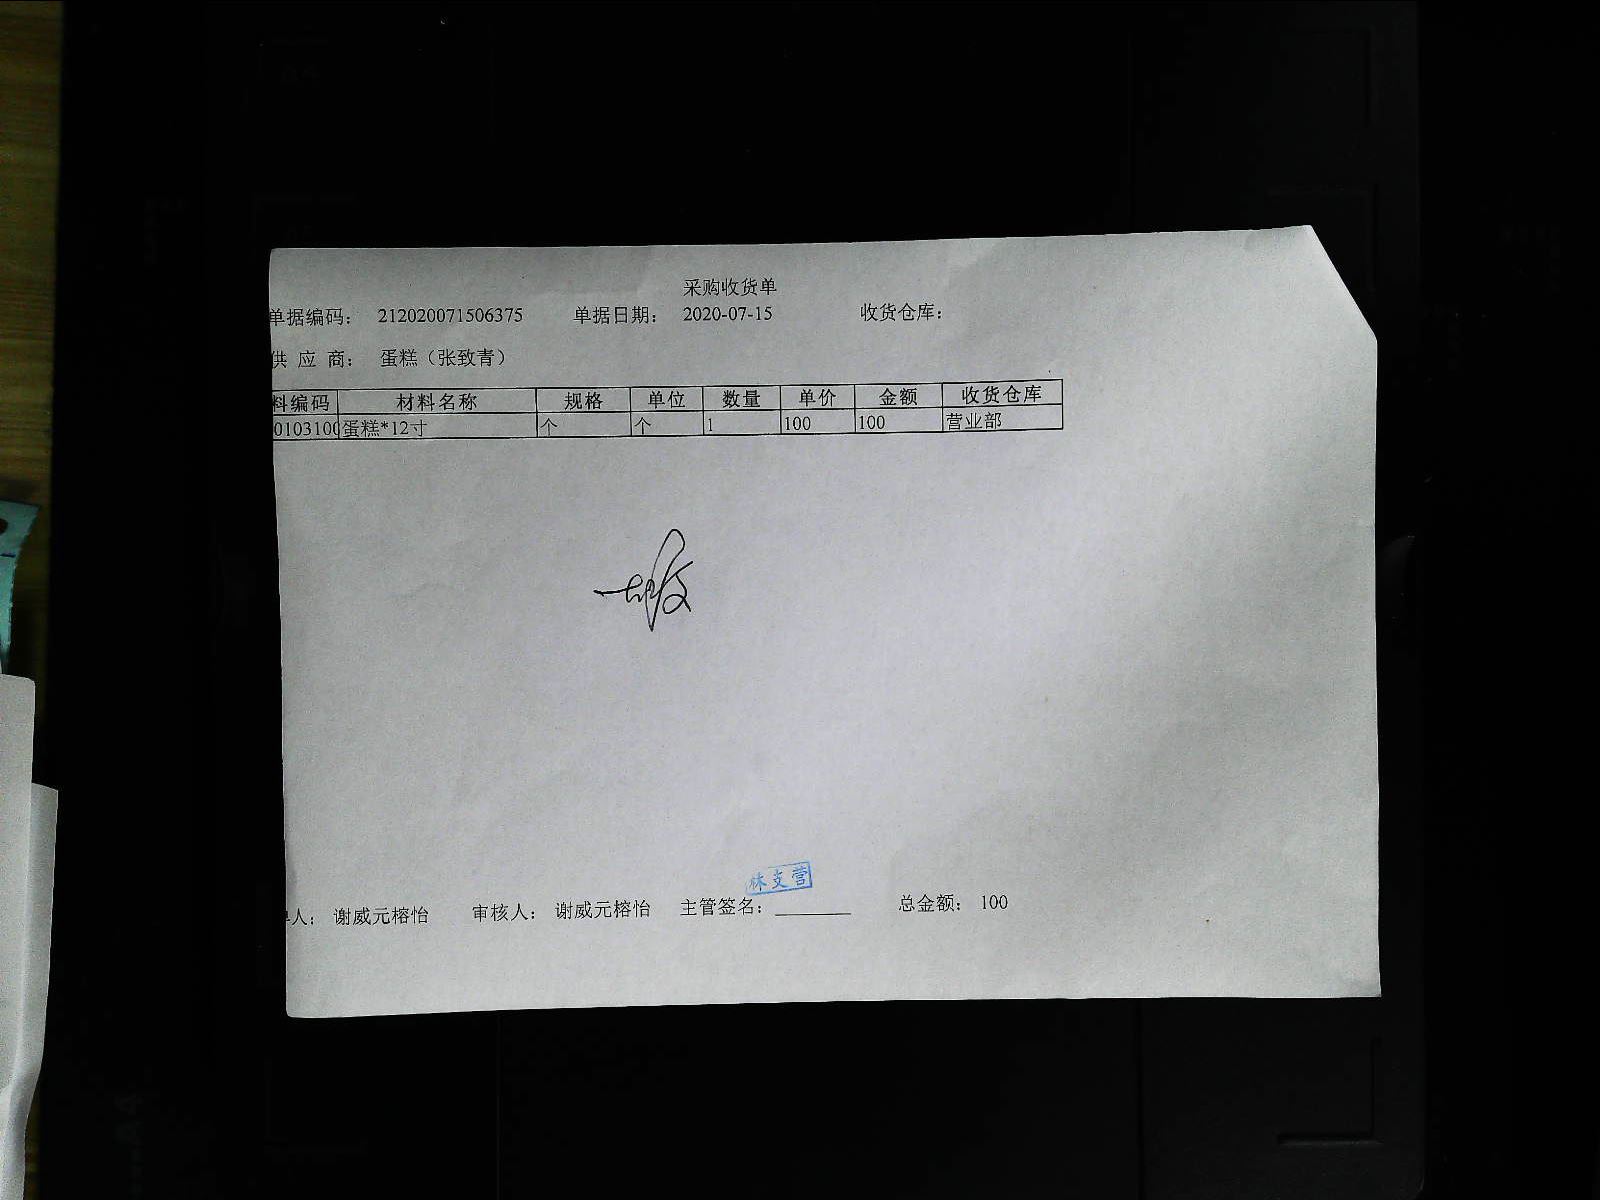 采购收货单
单据编码： 212020071506375 单据日期： 2020-07-15 收货仓库：
供 应 商： 蛋糕（张致青）
料编码 材料名称 规格 单位 数量 单价 金额 收货仓库
0103100 蛋糕*12寸 个 个 1 100 100 营业部
林支营
人： 谢威元榕怡 审核人： 谢威元榕怡 主管签名： 总金额： 100